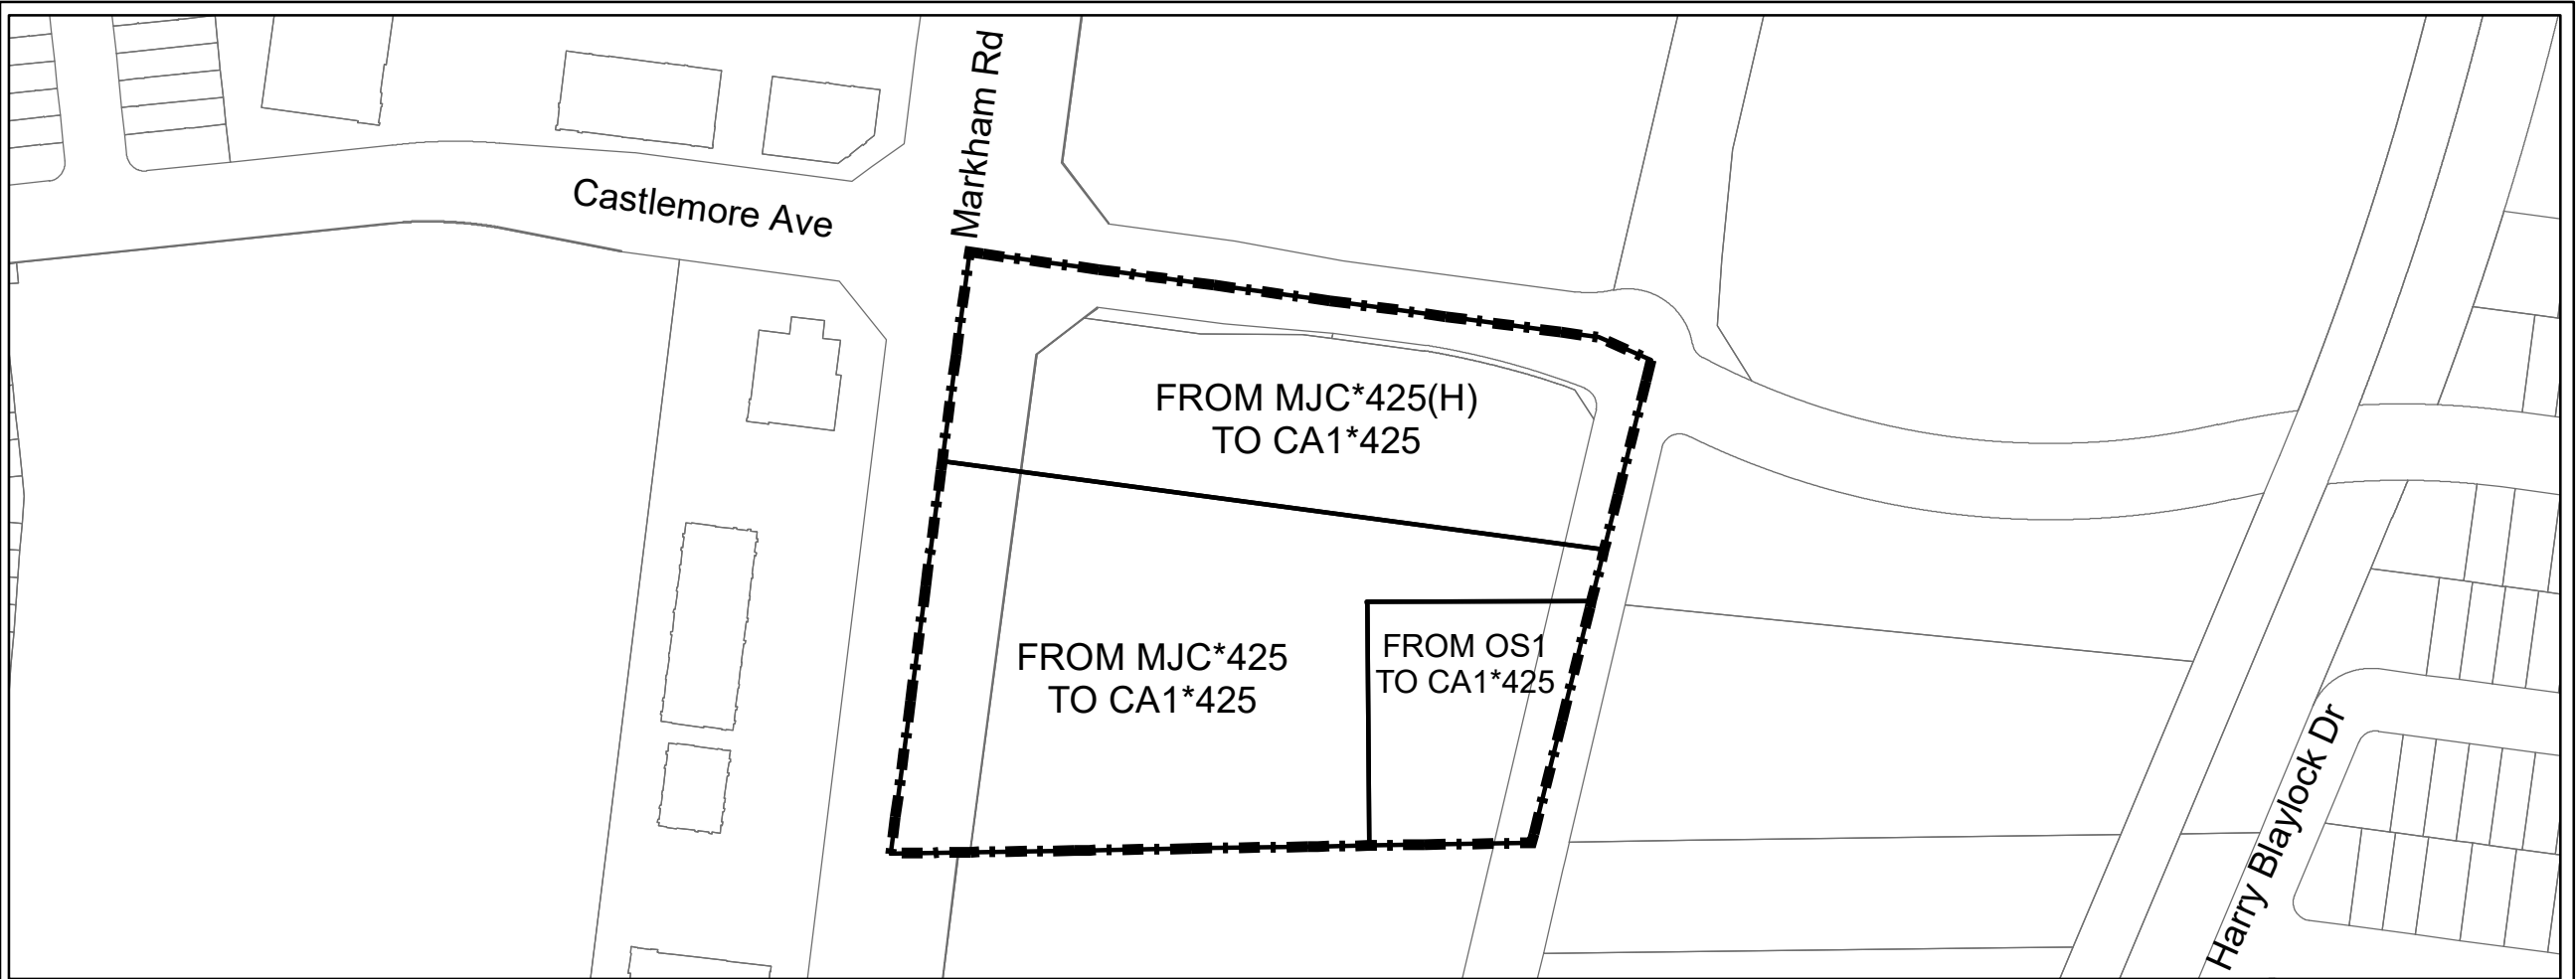 Markham Rd
Castlemore Ave
FROM MJC*425(H)
TO CA1*425
FROM MJC*425
TO CA1*425
FROM OS1
TO CA1*425
Harry Blaylock Dr